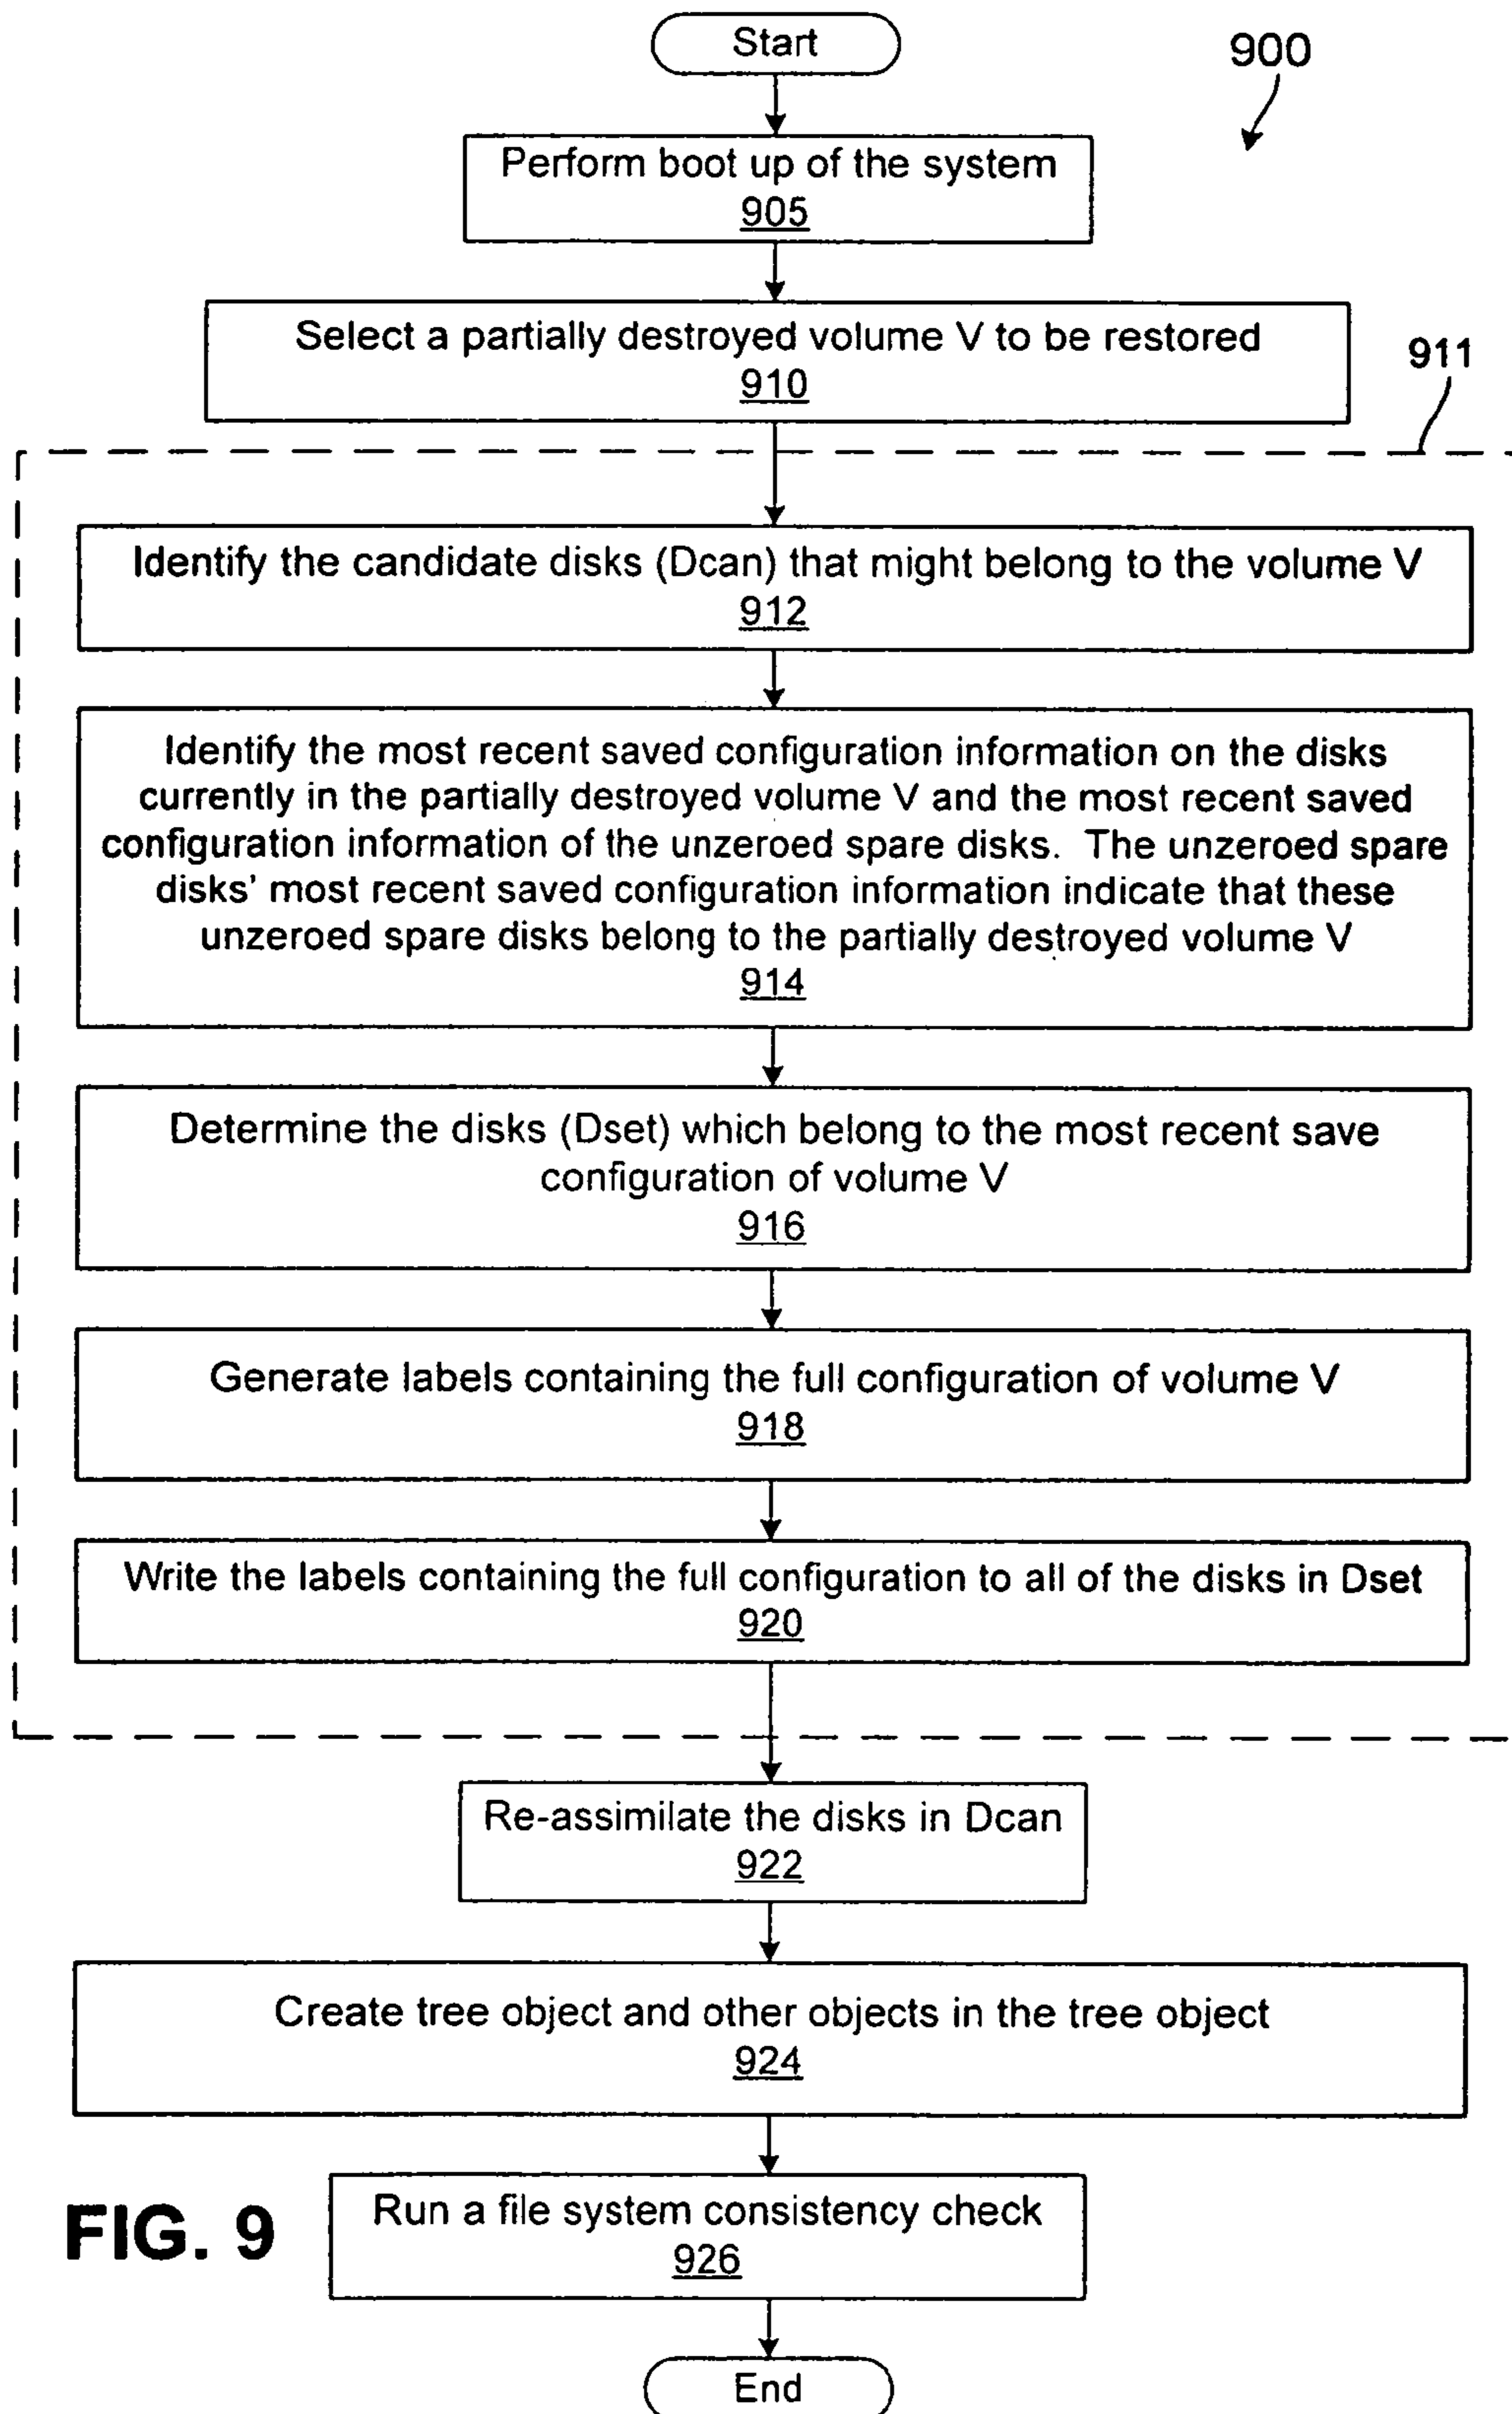 Start
900
Perform boot up of the system
905
Select a partially destroyed volume V to be restored
910
911
Identify the candidate disks (Dcan) that might belong to the volume V
912
Identify the most recent saved configuration information on the disks
currently in the partially destroyed volume V and the most recent saved
configuration information of the unzeroed spare disks.  The unzeroed spare
disks' most recent saved configuration information indicate that these
unzeroed spare disks belong to the partially destroyed volume V
914
Determine the disks (Dset) which belong to the most recent save
configuration of volume V
916
Generate labels containing the full configuration of volume V
918
Write the labels containing the full configuration to all of the disks in Dset
920
Re-assimilate the disks in Dcan
922
Create tree object and other objects in the tree object
924
Run a file system consistency check
926
FIG. 9
End